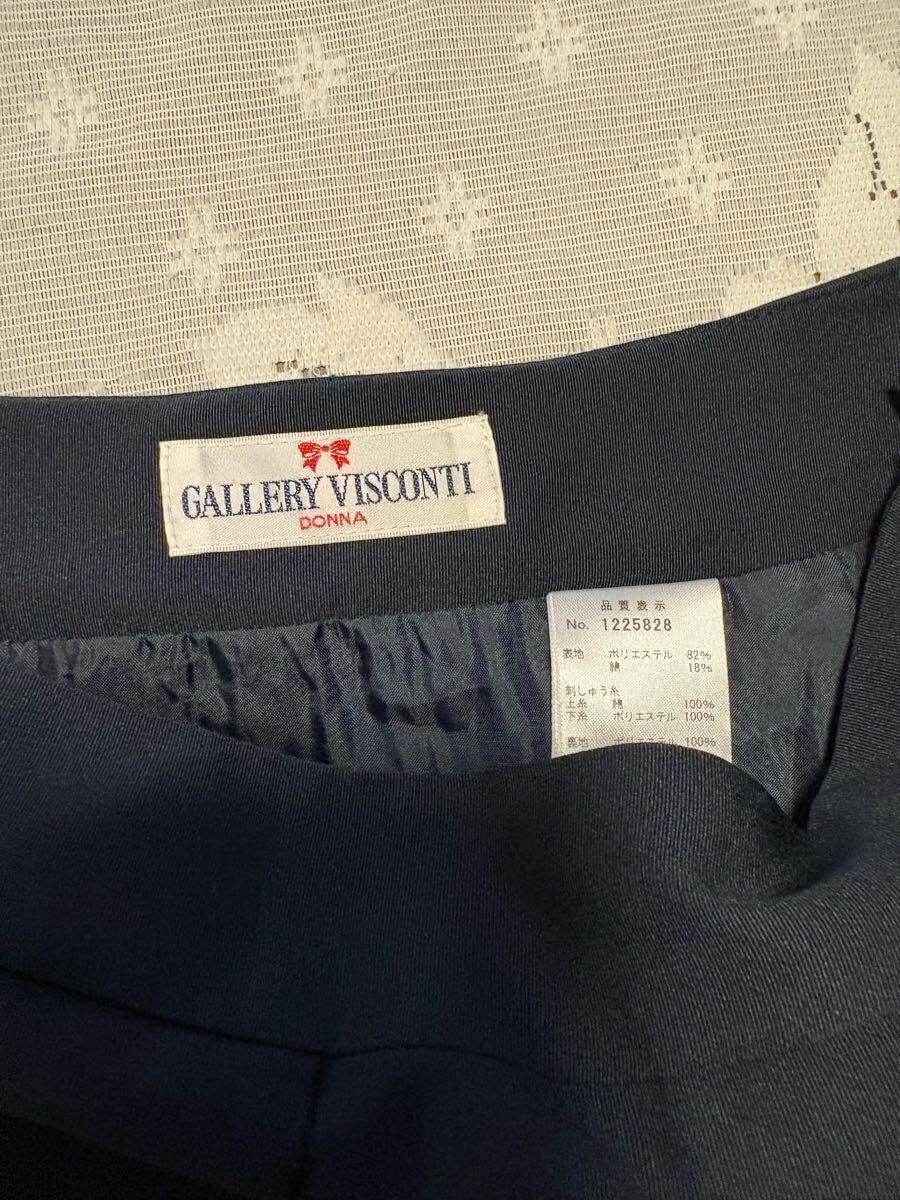 GALLERY VISCONTI
DONNA
品質表示
No. 1225828
表地 ポリエステル 82%
綿 18%
刺しゅう糸
上糸 綿 100%
下糸 ポリエステル 100%
裏地 ポリエステル 100%